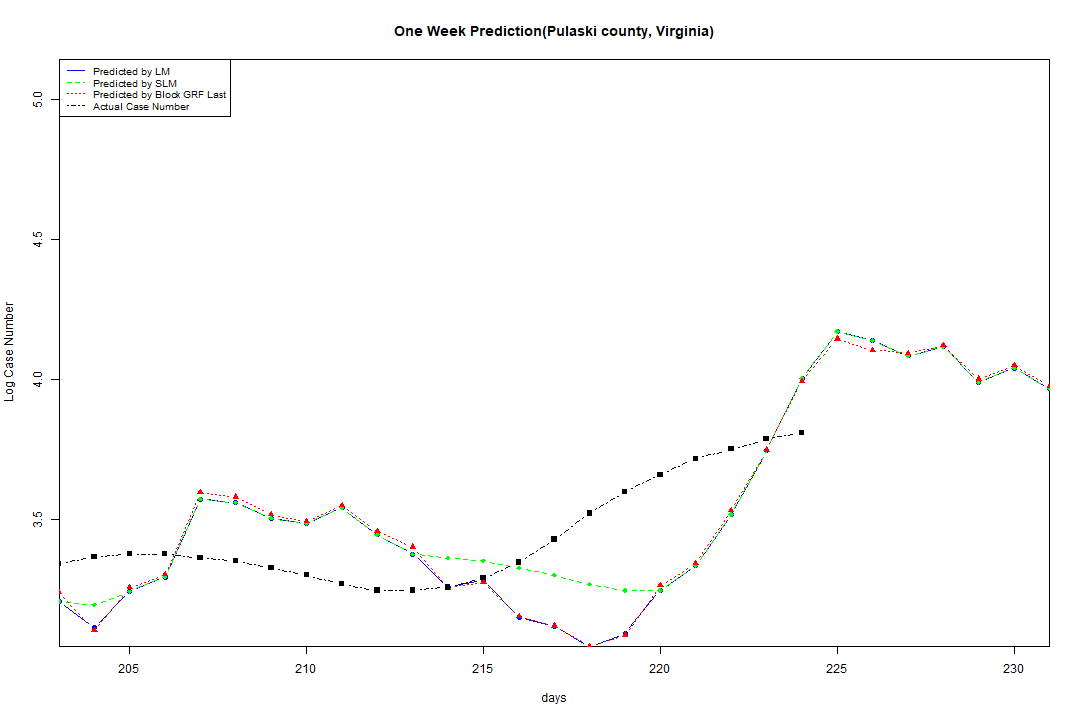 One Week Prediction(Pulaski county, Virginia)
Predicted by LM
Predicted by SLM
Predicted by Block GRF Last
Actual Case Number
5.0
4.5
4.0
3.5
Log Case Number
205 210 215 220 225 230
days